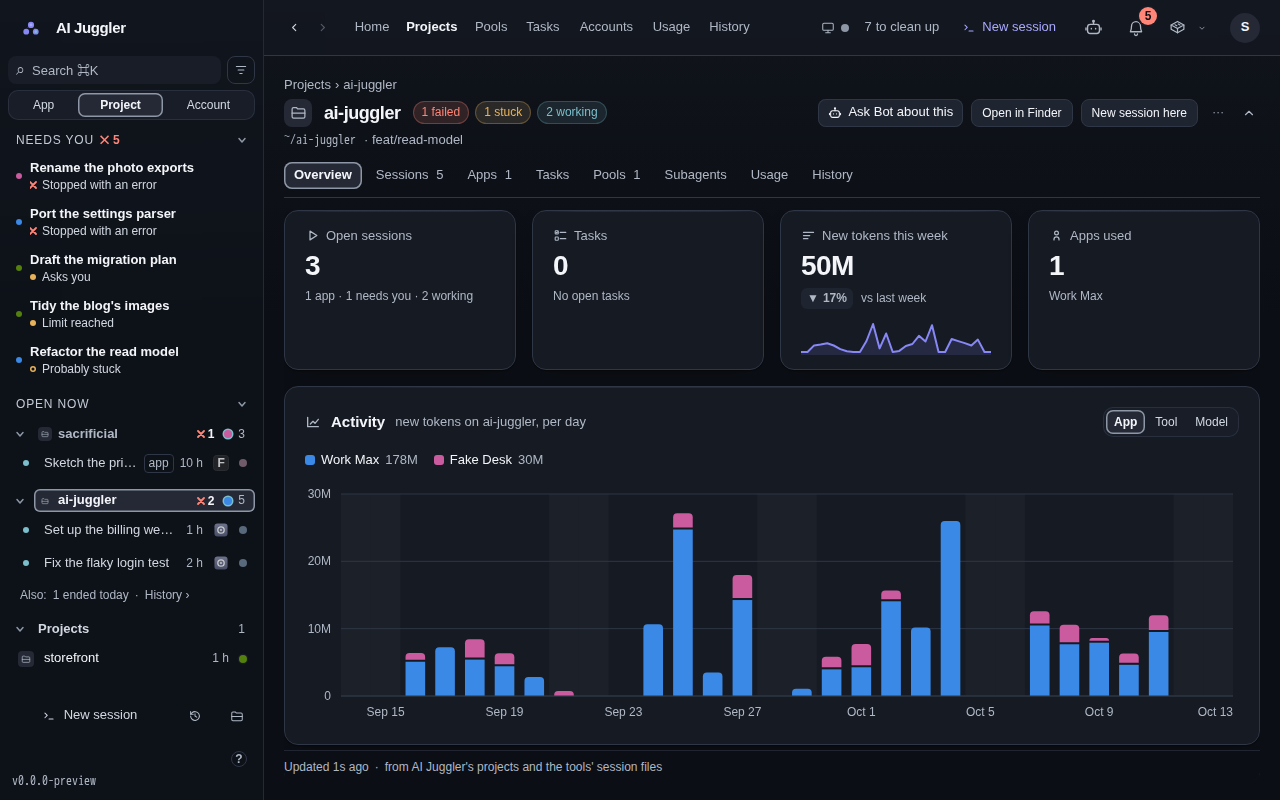 AI Juggler
Search ⌘K
App Project Account
NEEDS YOU 5
Rename the photo exports
Stopped with an error
Port the settings parser
Stopped with an error
Draft the migration plan
Asks you
Tidy the blog's images
Limit reached
Refactor the read model
Probably stuck
OPEN NOW
sacrificial 1 3
Sketch the pri… app 10 h F
ai-juggler 2 5
Set up the billing we… 1 h
Fix the flaky login test 2 h
Also: 1 ended today · History ›
Projects 1
storefront 1 h
New session
?
v0.0.0-preview
Home Projects Pools Tasks Accounts Usage History
7 to clean up
New session
5
S
Projects › ai-juggler
ai-juggler 1 failed 1 stuck 2 working
Ask Bot about this Open in Finder New session here ···
~/ai-juggler · feat/read-model
Overview Sessions 5 Apps 1 Tasks Pools 1 Subagents Usage History
Open sessions
3
1 app · 1 needs you · 2 working
Tasks
0
No open tasks
New tokens this week
50M
▼ 17% vs last week
Apps used
1
Work Max
Activity new tokens on ai-juggler, per day
App Tool Model
Work Max 178M Fake Desk 30M
30M
20M
10M
0
Sep 15 Sep 19 Sep 23 Sep 27 Oct 1 Oct 5 Oct 9 Oct 13
Updated 1s ago · from AI Juggler's projects and the tools' session files